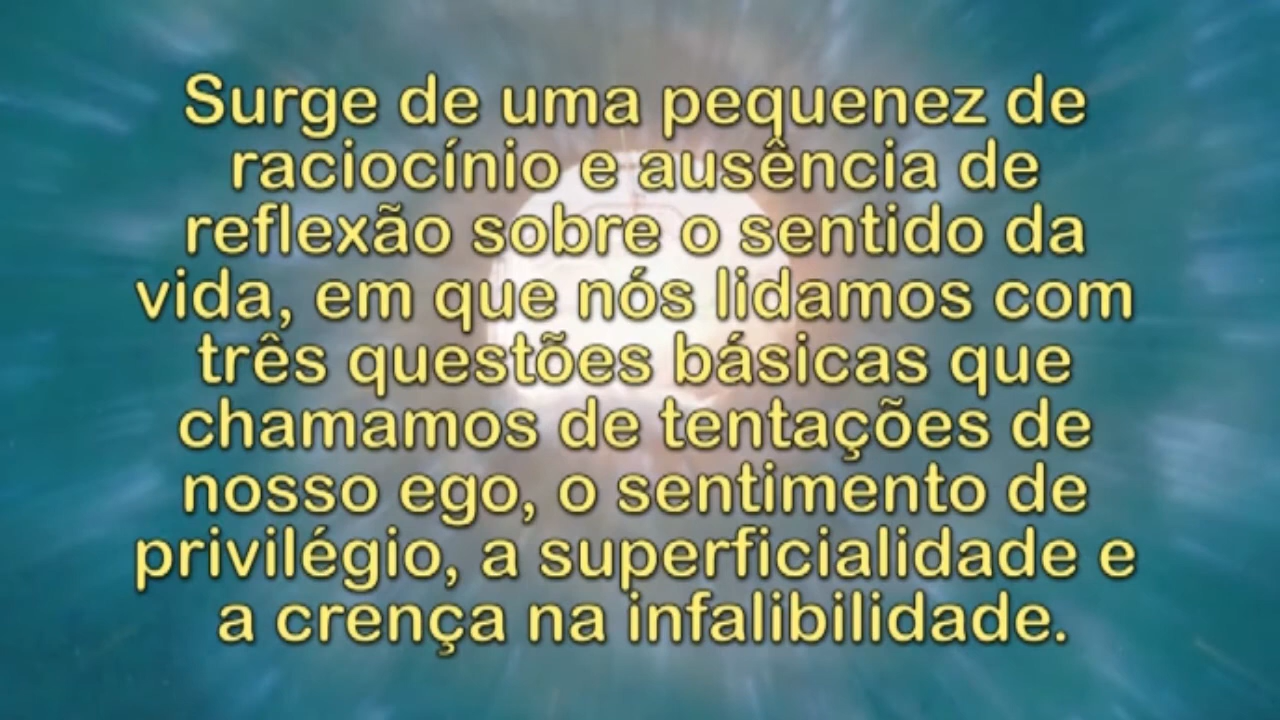 Surge de uma pequenez de
raciocínio e ausência de
reflexão sobre o sentido da
vida, em que nós lidamos com
três questões básicas que
chamamos de tentações de
nosso ego, o sentimento de
privilégio, a superficialidade e
a crença na infalibilidade.